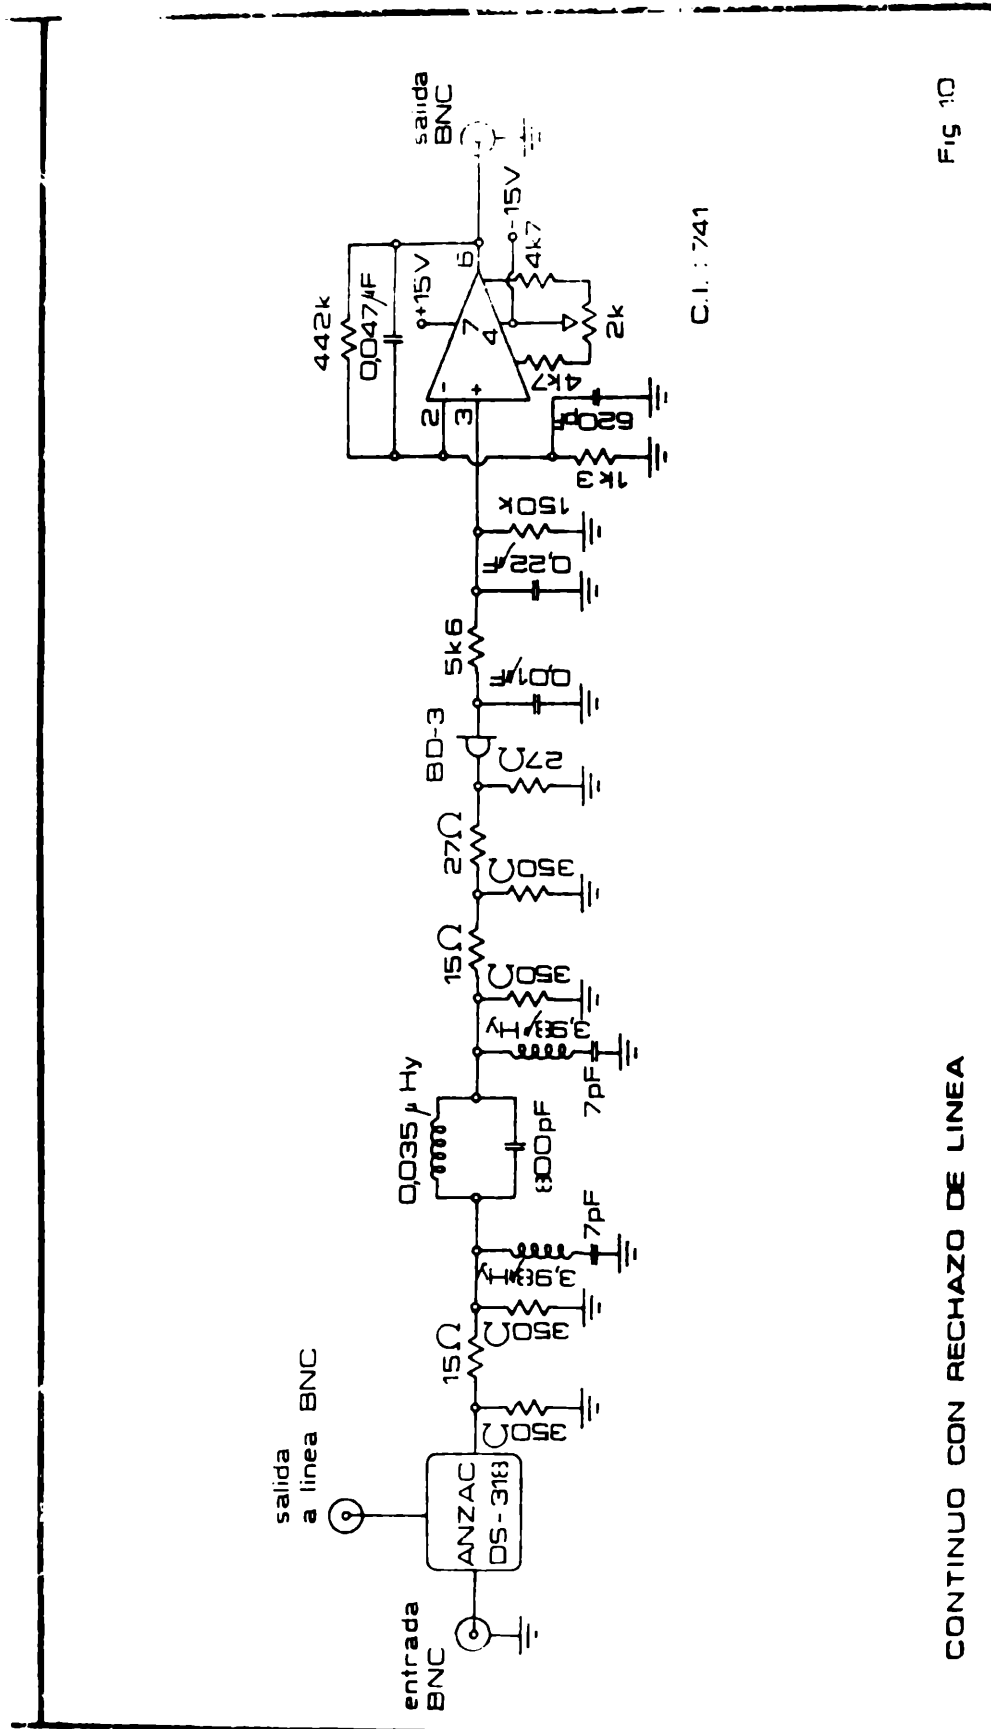 entrada
BNC
salida
a linea BNC
ANZAC
DS-318
350Ω
15Ω
350Ω
3,98µHy
7pF
0,035µHy
800pF
3,98µHy
7pF
350Ω
15Ω
350Ω
27Ω
27Ω
BD-3
0,01µF
5k6
0,22µF
150k
1k3
620pF
442k
0,047µF
2
3
-
+
7
4
6
+15V
-15V
4k7
4k7
2k
salida
BNC
C.I.: 741
CONTINUO CON RECHAZO DE LINEA
Fig 10